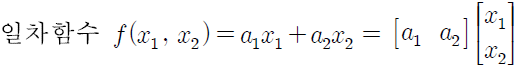 일차함수 f(x₁, x₂) = a₁x₁ + a₂x₂ = [a₁ a₂] [x₁
x₂]